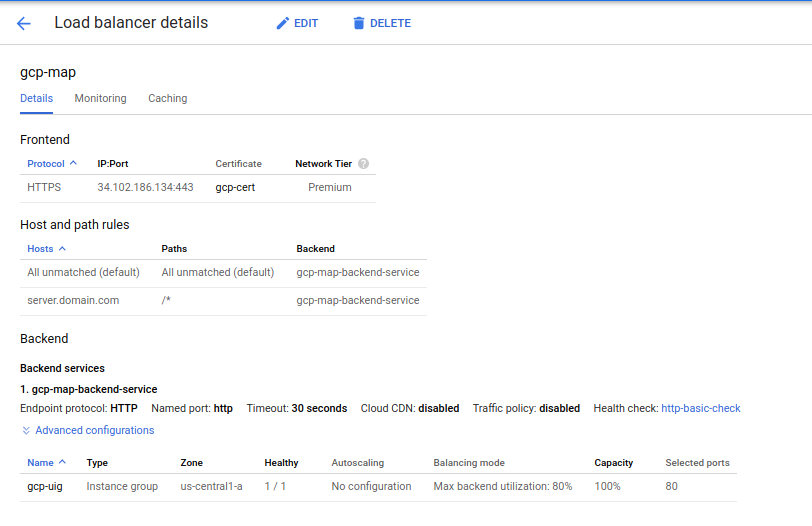 Load balancer details EDIT DELETE
gcp-map
Details Monitoring Caching
Frontend
Protocol IP:Port Certificate Network Tier ?
HTTPS 34.102.186.134:443 gcp-cert Premium
Host and path rules
Hosts Paths Backend
All unmatched (default) All unmatched (default) gcp-map-backend-service
server.domain.com /* gcp-map-backend-service
Backend
Backend services
1. gcp-map-backend-service
Endpoint protocol: HTTP Named port: http Timeout: 30 seconds Cloud CDN: disabled Traffic policy: disabled Health check: http-basic-check
Advanced configurations
Name Type Zone Healthy Autoscaling Balancing mode Capacity Selected ports
gcp-uig Instance group us-central1-a 1 / 1 No configuration Max backend utilization: 80% 100% 80